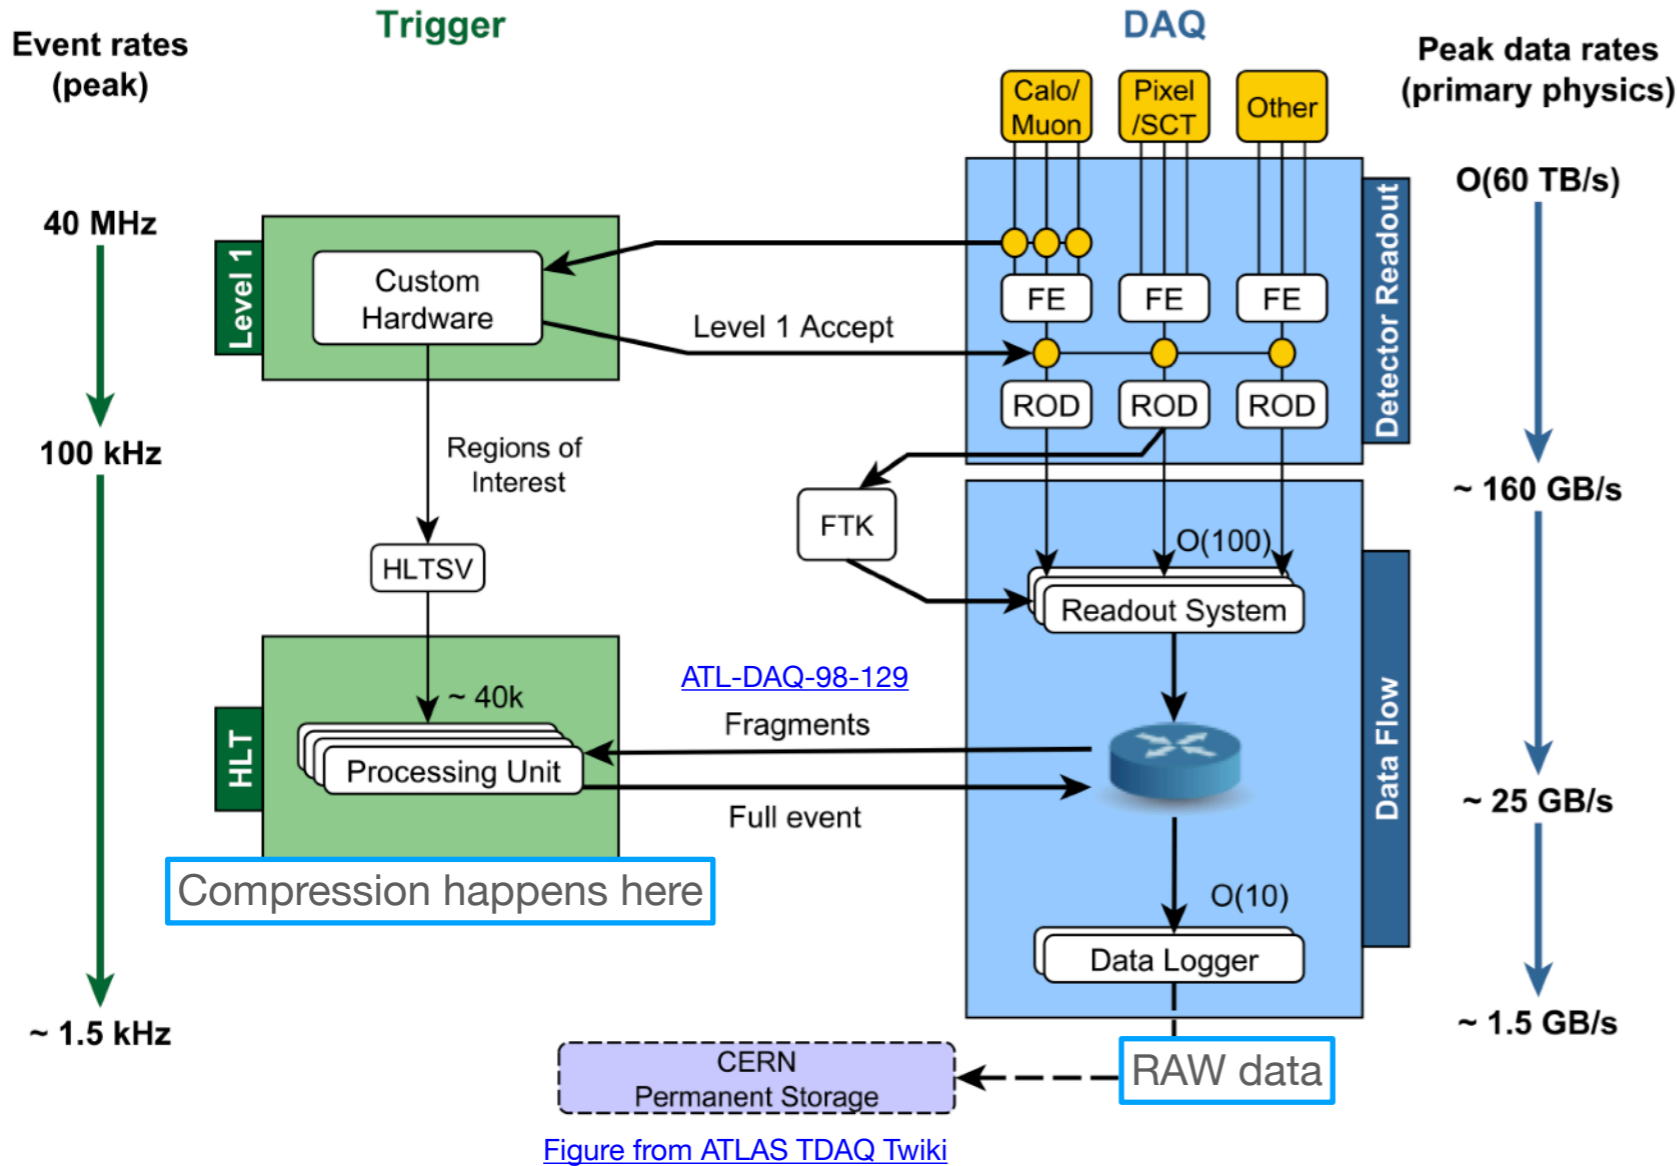 Trigger
DAQ
Event rates
(peak)
Peak data rates
(primary physics)
Calo/
Muon
Pixel
/SCT
Other
O(60 TB/s)
40 MHz
Level 1
Custom
Hardware
FE
FE
FE
Detector Readout
Level 1 Accept
ROD
ROD
ROD
100 kHz
Regions of
Interest
~ 160 GB/s
FTK
O(100)
HLTSV
Readout System
ATL-DAQ-98-129
~ 40k
Fragments
HLT
Processing Unit
Data Flow
~ 25 GB/s
Full event
Compression happens here
O(10)
Data Logger
~ 1.5 kHz
~ 1.5 GB/s
CERN
Permanent Storage
RAW data
Figure from ATLAS TDAQ Twiki